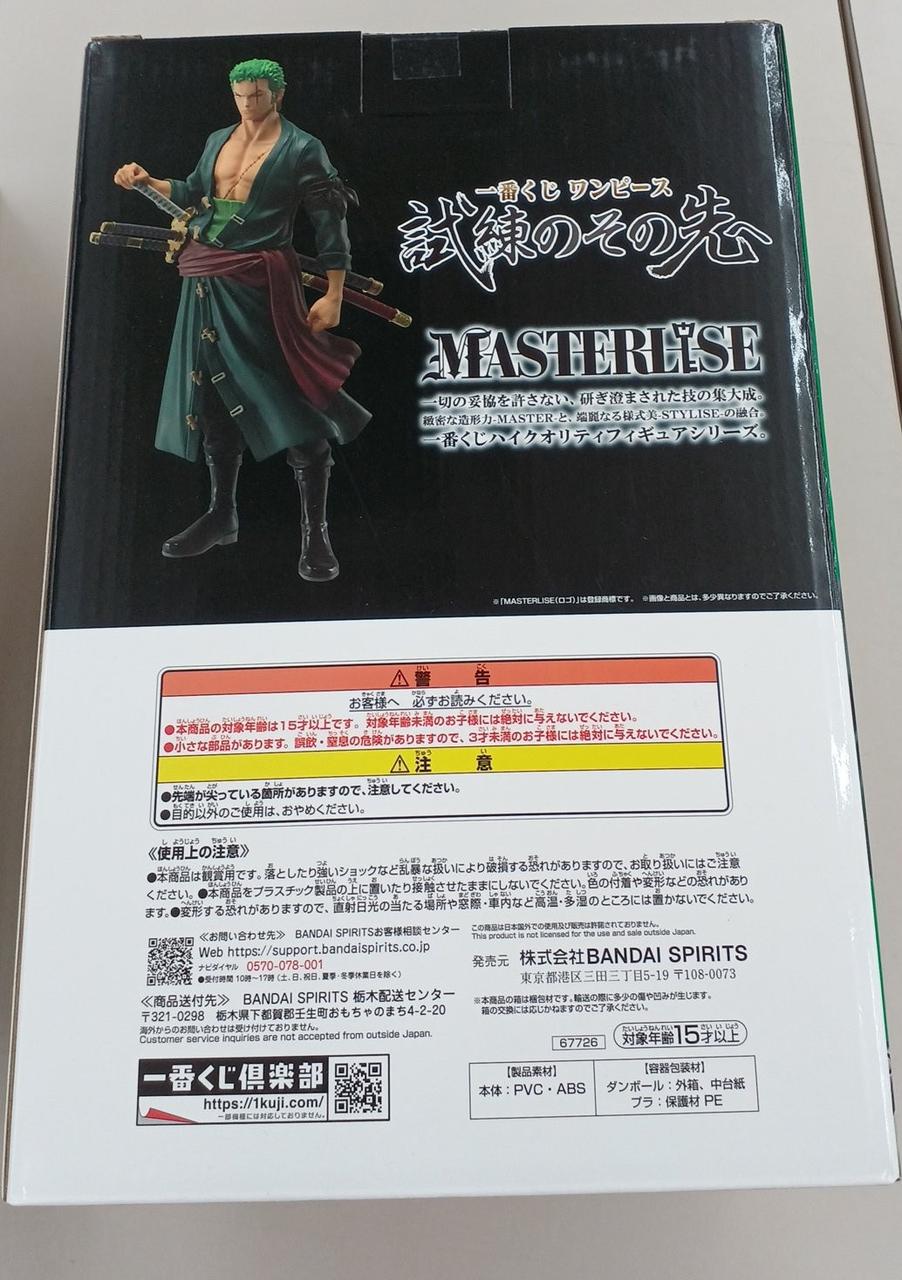 一番くじ ワンピース
試練のその先
MASTERLISE
一切の妥協を許さない、研ぎ澄まされた技の集大成。
緻密な造形力-MASTER-と、端麗なる様式美-STYLISE-の融合。
一番くじハイクオリティフィギュアシリーズ。
※「MASTERLISE(ロゴ)」は登録商標です。 ※画像と商品とは、多少異なりますのでご了承ください。
⚠警告
お客様へ 必ずお読みください。
●本商品の対象年齢は15才以上です。対象年齢未満のお子様には絶対に与えないでください。
●小さな部品があります。誤飲・窒息の危険がありますので、3才未満のお子様には絶対に与えないでください。
⚠注意
●先端が尖っている箇所がありますので、注意してください。
●目的以外のご使用は、おやめください。
《使用上の注意》
●本商品は観賞用です。落としたり強いショックなど乱暴な扱いにより破損する恐れがありますので、お取り扱いにはご注意
ください。●本商品をプラスチック製品の上に置いたり接触させたままにしないでください。色の付着や変形などの恐れがあり
ます。●変形する恐れがありますので、直射日光の当たる場所や窓際・車内など高温・多湿のところには置かないでください。
≪お問い合わせ先≫ BANDAI SPIRITSお客様相談センター
Web https://support.bandaispirits.co.jp
ナビダイヤル 0570-078-001
●受付時間 10時~17時(土、日、祝日、夏季・冬季休業日を除く)
≪商品送付先≫ BANDAI SPIRITS 栃木配送センター
〒321-0298 栃木県下都賀郡壬生町おもちゃのまち4-2-20
海外からのお問い合わせは受け付けておりません。
Customer service inquiries are not accepted from outside Japan.
この商品は日本国外での使用及び販売は許諾されておりません。
This product is not licensed for the use and sale outside Japan.
発売元 株式会社BANDAI SPIRITS
東京都港区三田三丁目5-19 〒108-0073
※本商品の箱は梱包材です。輸送の際に多少の傷や凹みが生じます。
箱の交換には応じかねますのでご了承ください。
67726
対象年齢15才以上
一番くじ倶楽部
https://1kuji.com/
一部機種には対応しておりません。
【製品素材】
本体:PVC・ABS
【容器包装材】
ダンボール:外箱、中台紙
プラ:保護材 PE